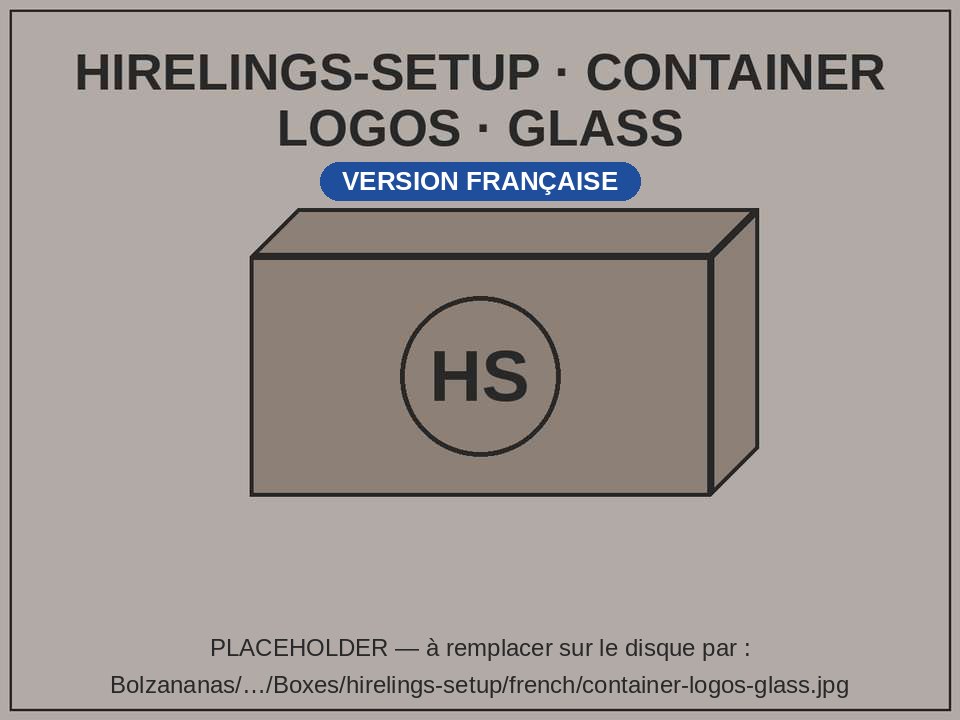 HIRELINGS-SETUP · CONTAINER
LOGOS · GLASS
VERSION FRANÇAISE
HS
PLACEHOLDER — à remplacer sur le disque par :
Bolzananas/…/Boxes/hirelings-setup/french/container-logos-glass.jpg